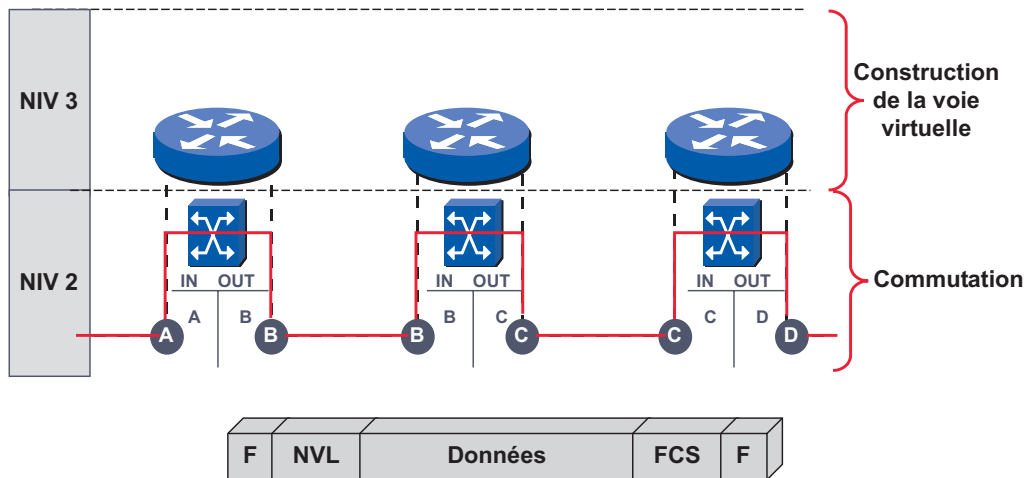 NIV 3
Construction
de la voie
virtuelle
NIV 2
IN OUT
A B
A B
IN OUT
B C
B C
IN OUT
C D
C D
Commutation
F NVL Données FCS F